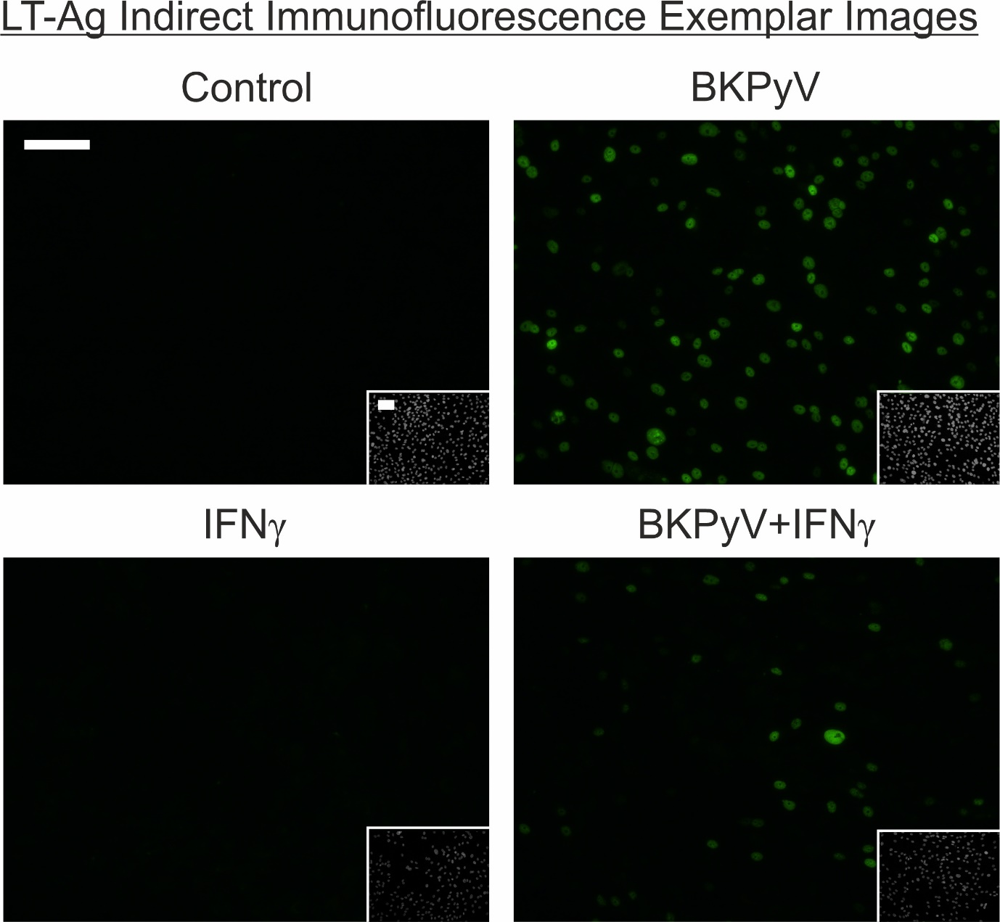 LT-Ag Indirect Immunofluorescence Exemplar Images
Control
BKPyV
IFNγ
BKPyV+IFNγ